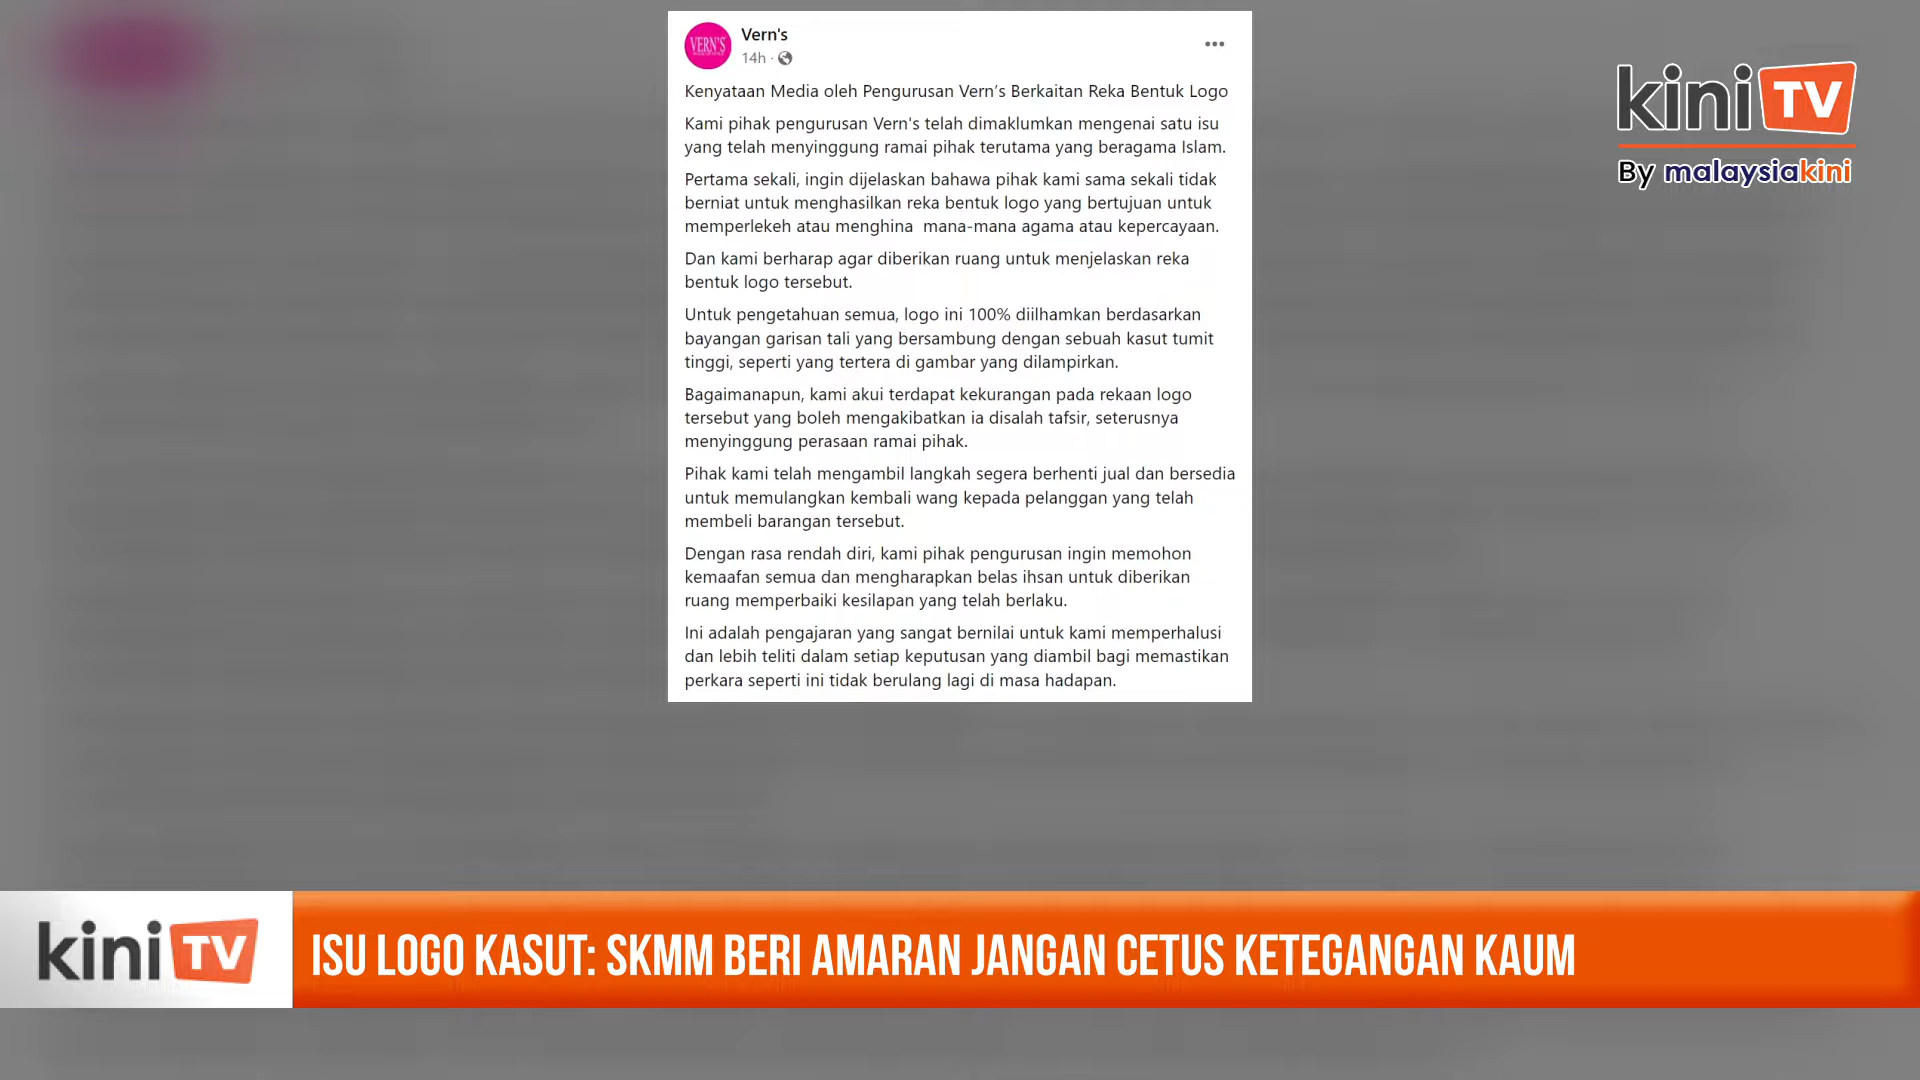 VERN'S
Vern's
14h ·
Kenyataan Media oleh Pengurusan Vern’s Berkaitan Reka Bentuk Logo
Kami pihak pengurusan Vern's telah dimaklumkan mengenai satu isu
yang telah menyinggung ramai pihak terutama yang beragama Islam.
Pertama sekali, ingin dijelaskan bahawa pihak kami sama sekali tidak
berniat untuk menghasilkan reka bentuk logo yang bertujuan untuk
memperlekeh atau menghina  mana-mana agama atau kepercayaan.
Dan kami berharap agar diberikan ruang untuk menjelaskan reka
bentuk logo tersebut.
Untuk pengetahuan semua, logo ini 100% diilhamkan berdasarkan
bayangan garisan tali yang bersambung dengan sebuah kasut tumit
tinggi, seperti yang tertera di gambar yang dilampirkan.
Bagaimanapun, kami akui terdapat kekurangan pada rekaan logo
tersebut yang boleh mengakibatkan ia disalah tafsir, seterusnya
menyinggung perasaan ramai pihak.
Pihak kami telah mengambil langkah segera berhenti jual dan bersedia
untuk memulangkan kembali wang kepada pelanggan yang telah
membeli barangan tersebut.
Dengan rasa rendah diri, kami pihak pengurusan ingin memohon
kemaafan semua dan mengharapkan belas ihsan untuk diberikan
ruang memperbaiki kesilapan yang telah berlaku.
Ini adalah pengajaran yang sangat bernilai untuk kami memperhalusi
dan lebih teliti dalam setiap keputusan yang diambil bagi memastikan
perkara seperti ini tidak berulang lagi di masa hadapan.
kini TV
By malaysiakini
kini TV
ISU LOGO KASUT: SKMM BERI AMARAN JANGAN CETUS KETEGANGAN KAUM